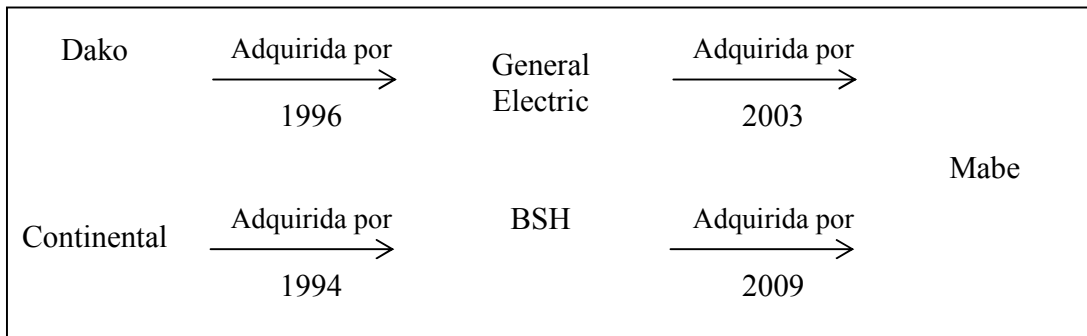 Dako
Adquirida por
1996
General
Electric
Adquirida por
2003
Mabe
Continental
Adquirida por
1994
BSH
Adquirida por
2009